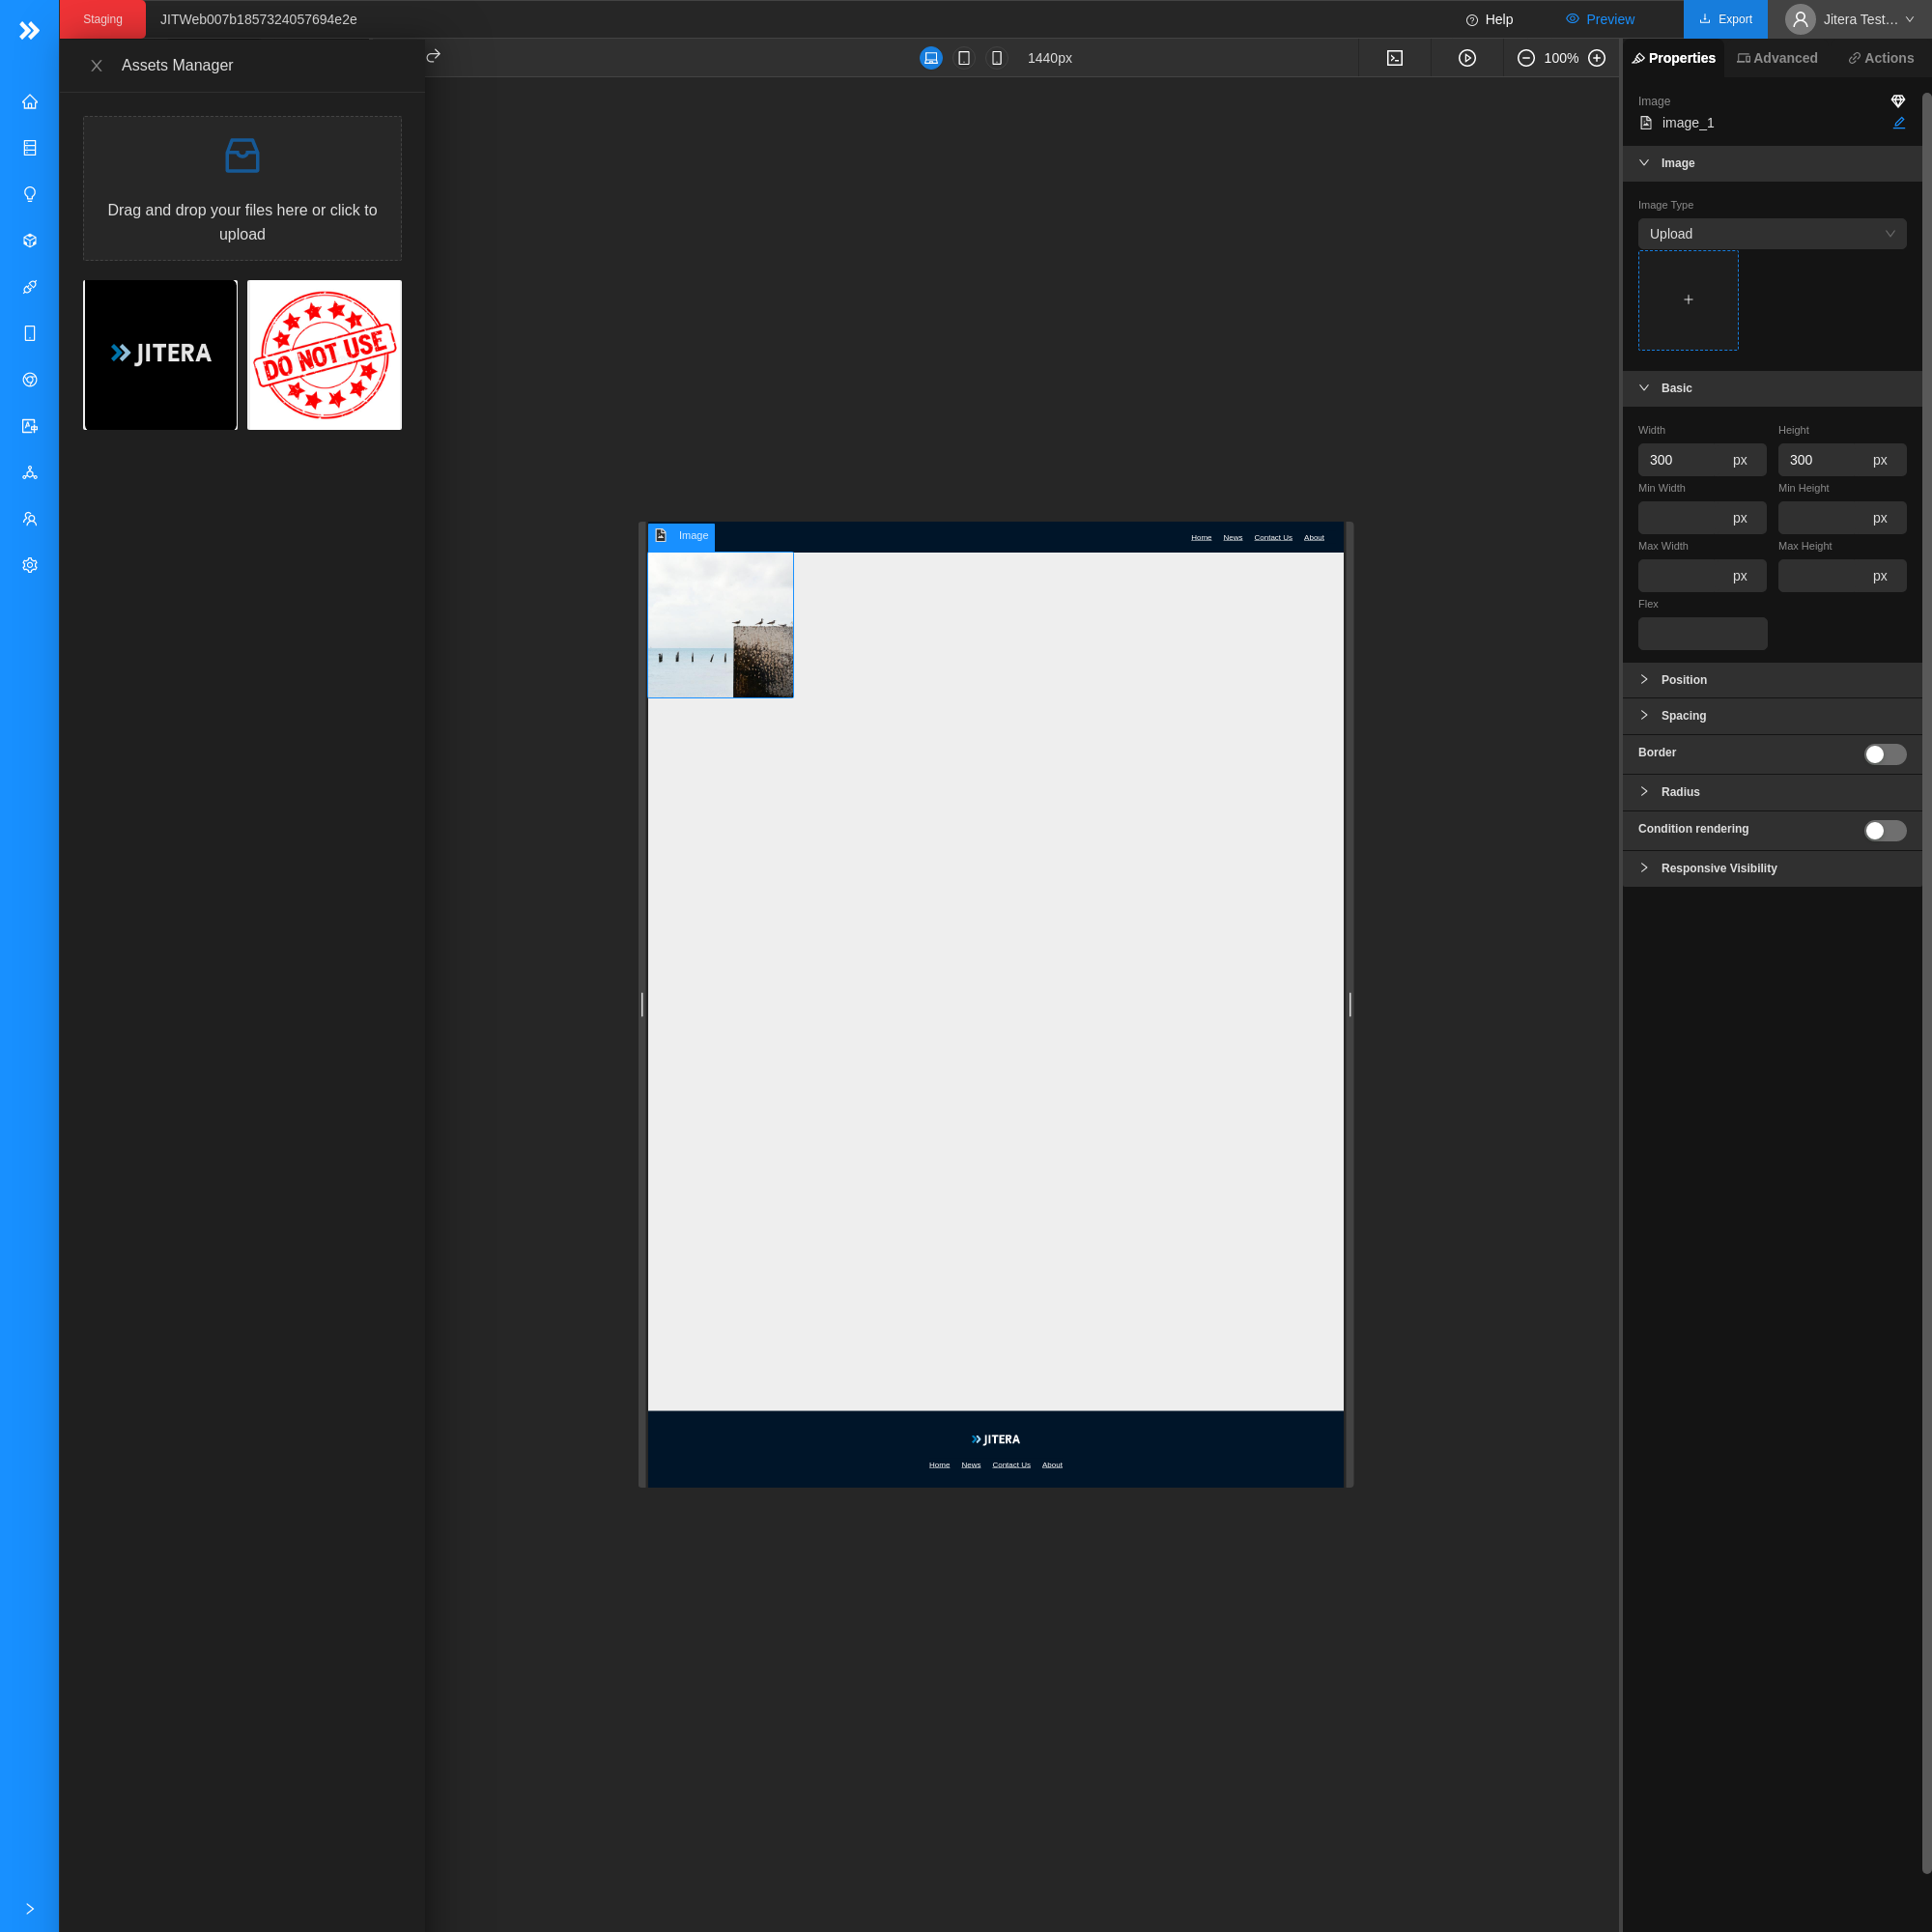 Staging
JITWeb007b1857324057694e2e
Help
Preview
Export
Jitera Test...
Assets Manager
1440px
100%
Properties
Advanced
Actions
Drag and drop your files here or click to
upload
JITERA
DO NOT USE
Image
image_1
Image
Image Type
Upload
Basic
Width
Height
300
px
300
px
Min Width
Min Height
px
px
Max Width
Max Height
px
px
Flex
Position
Spacing
Border
Radius
Condition rendering
Responsive Visibility
Image
Home
News
Contact Us
About
JITERA
Home
News
Contact Us
About